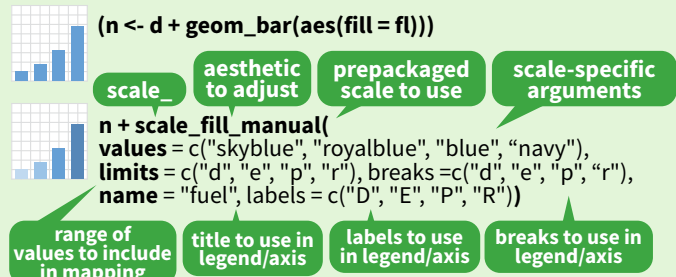 (n <- d + geom_bar(aes(fill = fl)))
scale_
aesthetic
to adjust
prepackaged
scale to use
scale-specific
arguments
n + scale_fill_manual(
values = c("skyblue", "royalblue", "blue", “navy"),
limits = c("d", "e", "p", "r"), breaks =c("d", "e", "p", “r"),
name = "fuel", labels = c("D", "E", "P", "R"))
range of
values to include
in mapping
title to use in
legend/axis
labels to use
in legend/axis
breaks to use in
legend/axis